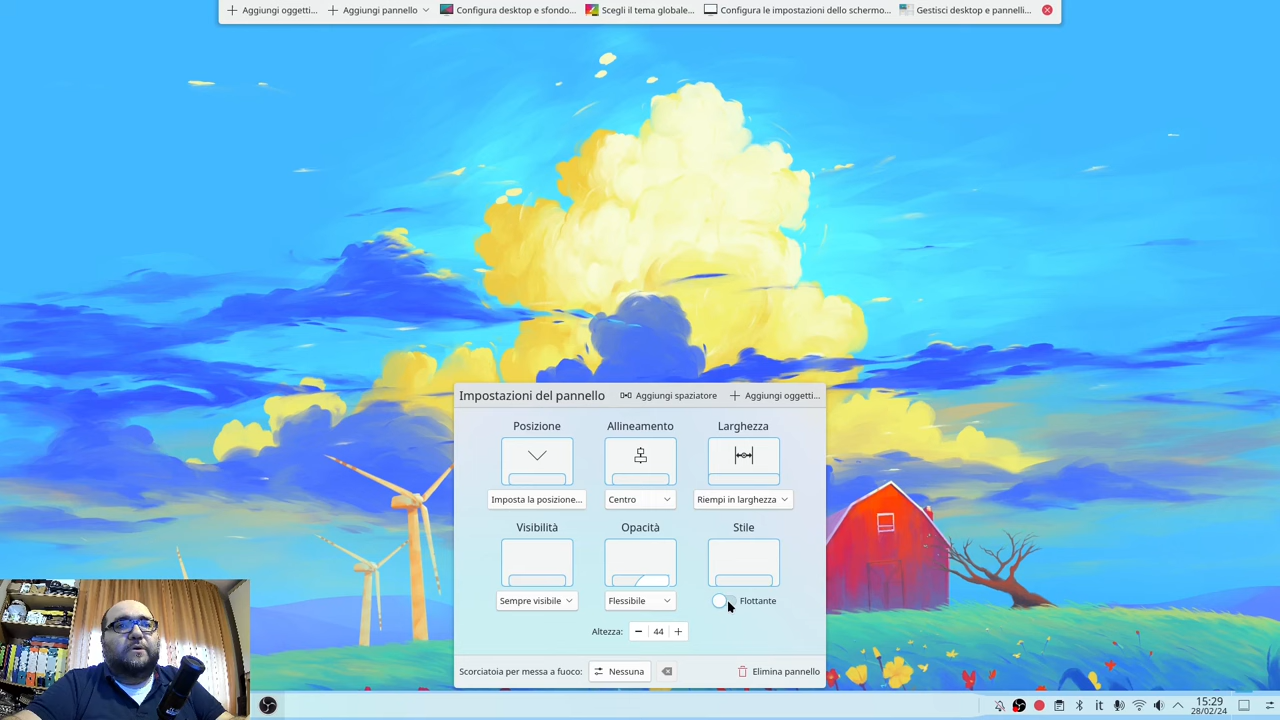 Aggiungi oggetti... Aggiungi pannello Configura desktop e sfondo... Scegli il tema globale... Configura le impostazioni dello schermo... Gestisci desktop e pannelli...
Impostazioni del pannello Aggiungi spaziatore Aggiungi oggetti...
Posizione Allineamento Larghezza
Imposta la posizione... Centro Riempi in larghezza
Visibilità Opacità Stile
Sempre visibile Flessibile Flottante
Altezza: 44
Scorciatoia per messa a fuoco: Nessuna Elimina pannello
it 15:29
28/02/24